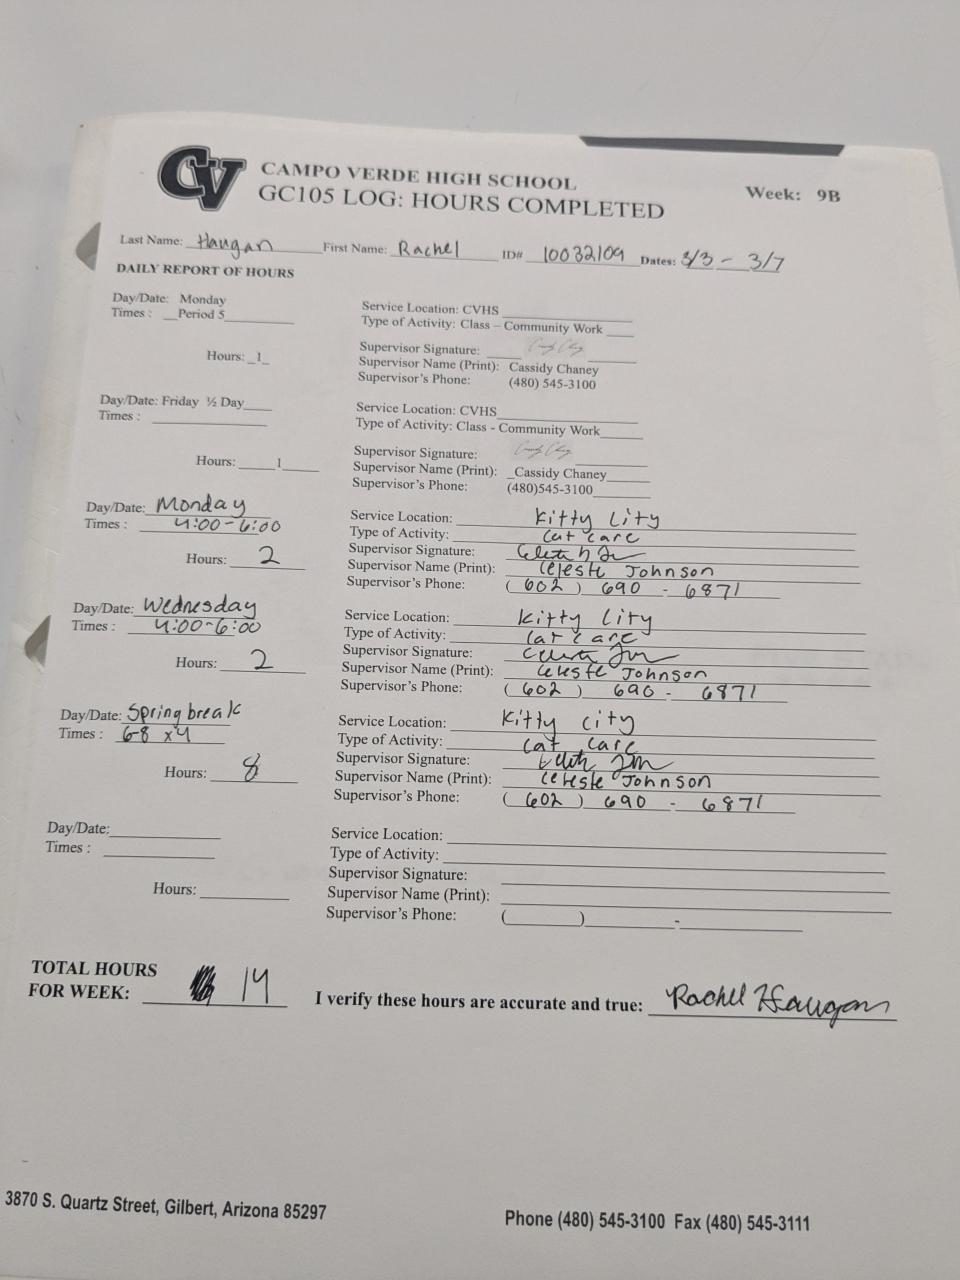 CV
CAMPO VERDE HIGH SCHOOL
GC105 LOG: HOURS COMPLETED
Week: 9B
Last Name: Haugan First Name: Rachel ID# 10032109 Dates: 3/3 - 3/7
DAILY REPORT OF HOURS
Day/Date: Monday
Times : Period 5
Hours: 1
Service Location: CVHS
Type of Activity: Class – Community Work
Supervisor Signature:
Supervisor Name (Print): Cassidy Chaney
Supervisor's Phone: (480) 545-3100
Day/Date: Friday ½ Day
Times :
Hours: 1
Service Location: CVHS
Type of Activity: Class - Community Work
Supervisor Signature:
Supervisor Name (Print): Cassidy Chaney
Supervisor's Phone: (480)545-3100
Day/Date: Monday
Times : 4:00-6:00
Hours: 2
Service Location: Kitty City
Type of Activity: Cat Care
Supervisor Signature:
Supervisor Name (Print): Celeste Johnson
Supervisor's Phone: (602) 690 - 6871
Day/Date: Wednesday
Times : 4:00-6:00
Hours: 2
Service Location: Kitty City
Type of Activity: Cat Care
Supervisor Signature:
Supervisor Name (Print): Celeste Johnson
Supervisor's Phone: (602) 690 - 6871
Day/Date: Spring break
Times : 6-8 x4
Hours: 8
Service Location: Kitty City
Type of Activity: Cat Care
Supervisor Signature:
Supervisor Name (Print): Celeste Johnson
Supervisor's Phone: (602) 690 - 6871
Day/Date:
Times :
Hours:
Service Location:
Type of Activity:
Supervisor Signature:
Supervisor Name (Print):
Supervisor's Phone: ( ) -
TOTAL HOURS
FOR WEEK: 14
I verify these hours are accurate and true: Rachel Haugan
3870 S. Quartz Street, Gilbert, Arizona 85297
Phone (480) 545-3100 Fax (480) 545-3111